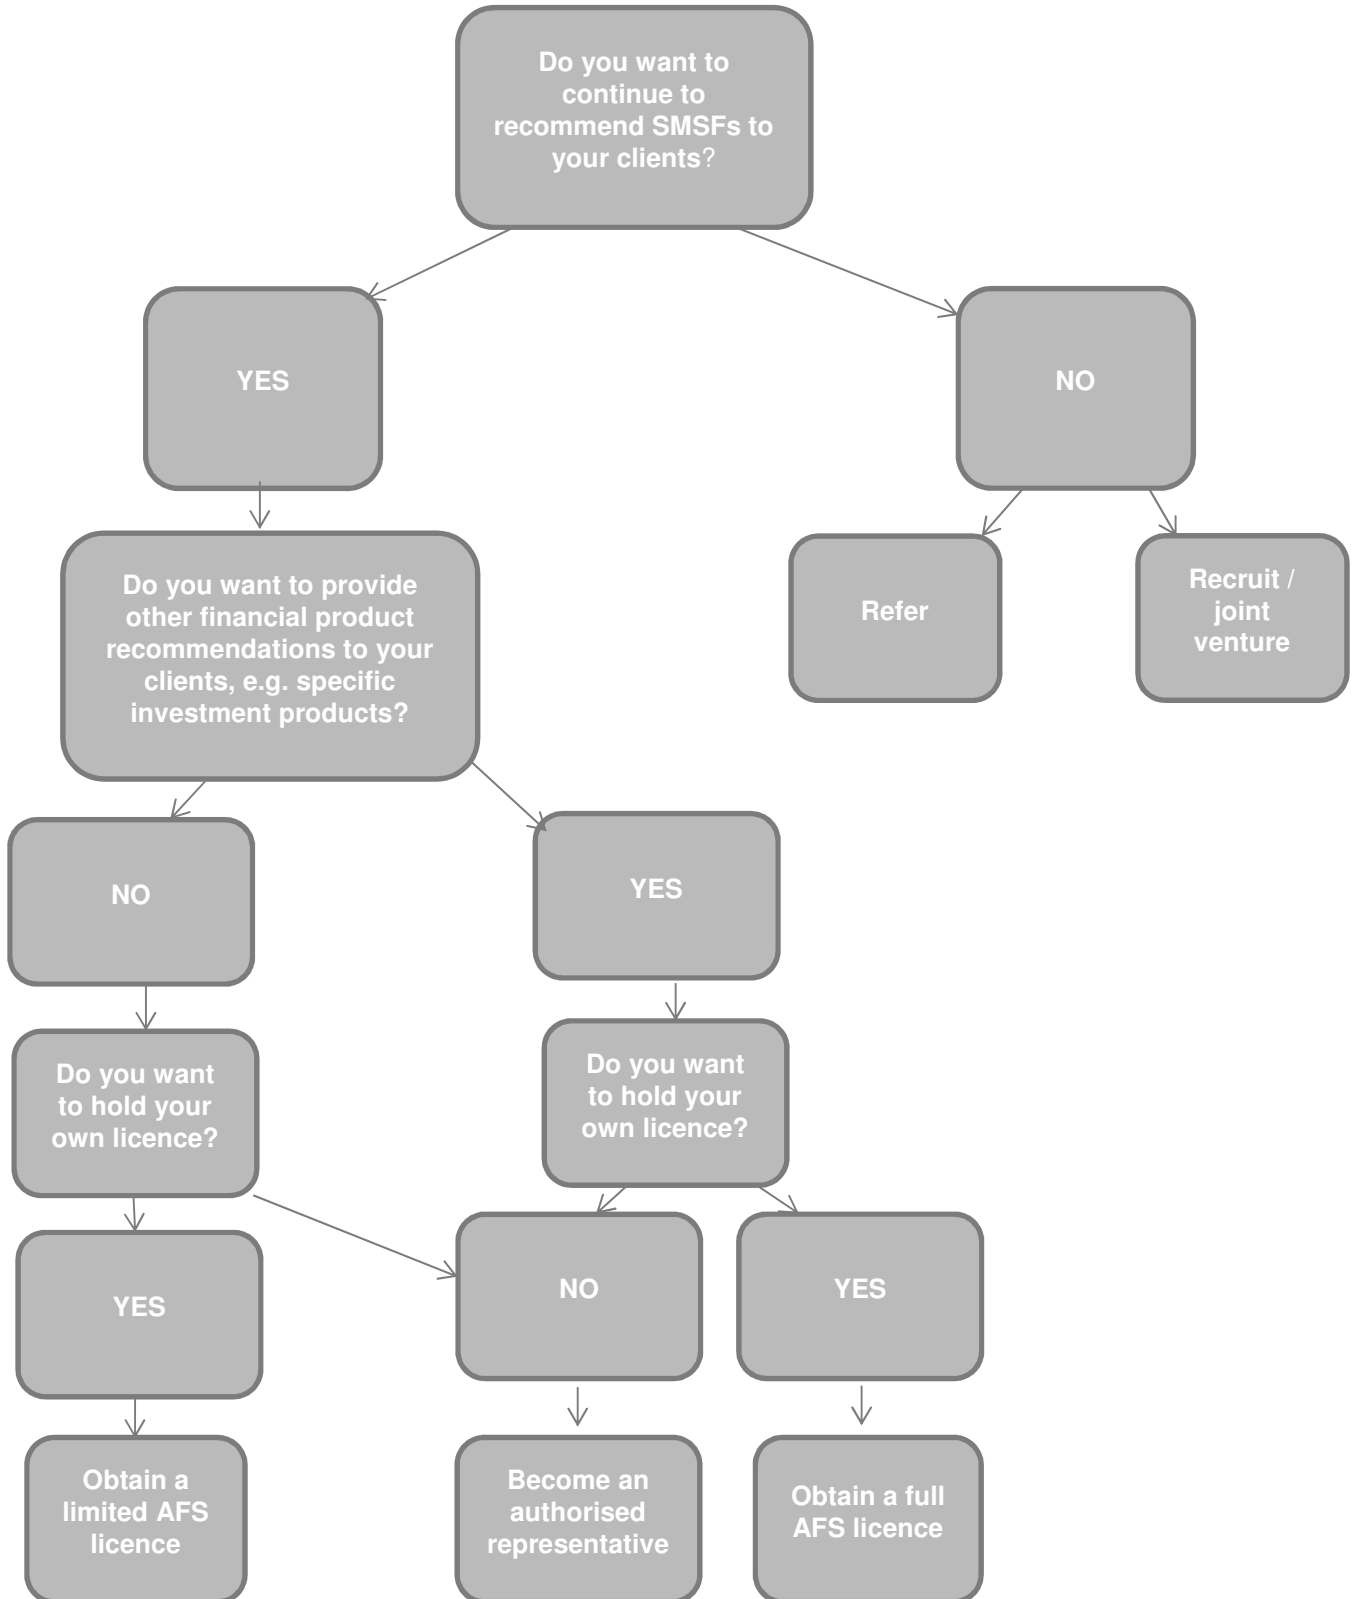 Do you want to
continue to
recommend SMSFs to
your clients?
YES
NO
Do you want to provide
other financial product
recommendations to your
clients, e.g. specific
investment products?
Refer
Recruit /
joint
venture
NO
YES
Do you want
to hold your
own licence?
Do you want
to hold your
own licence?
YES
NO
YES
Obtain a
limited AFS
licence
Become an
authorised
representative
Obtain a full
AFS licence